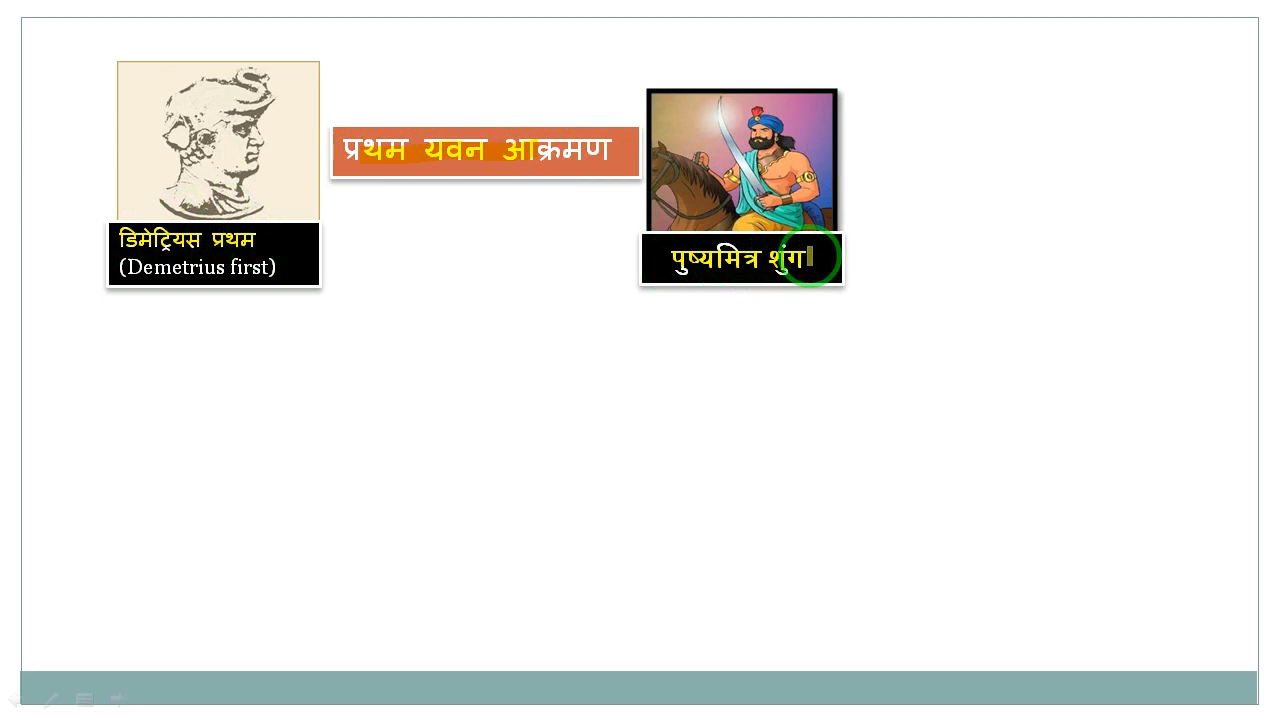 प्रथम यवन आक्रमण
डिमेट्रियस प्रथम
(Demetrius first)
पुष्यमित्र शुंग